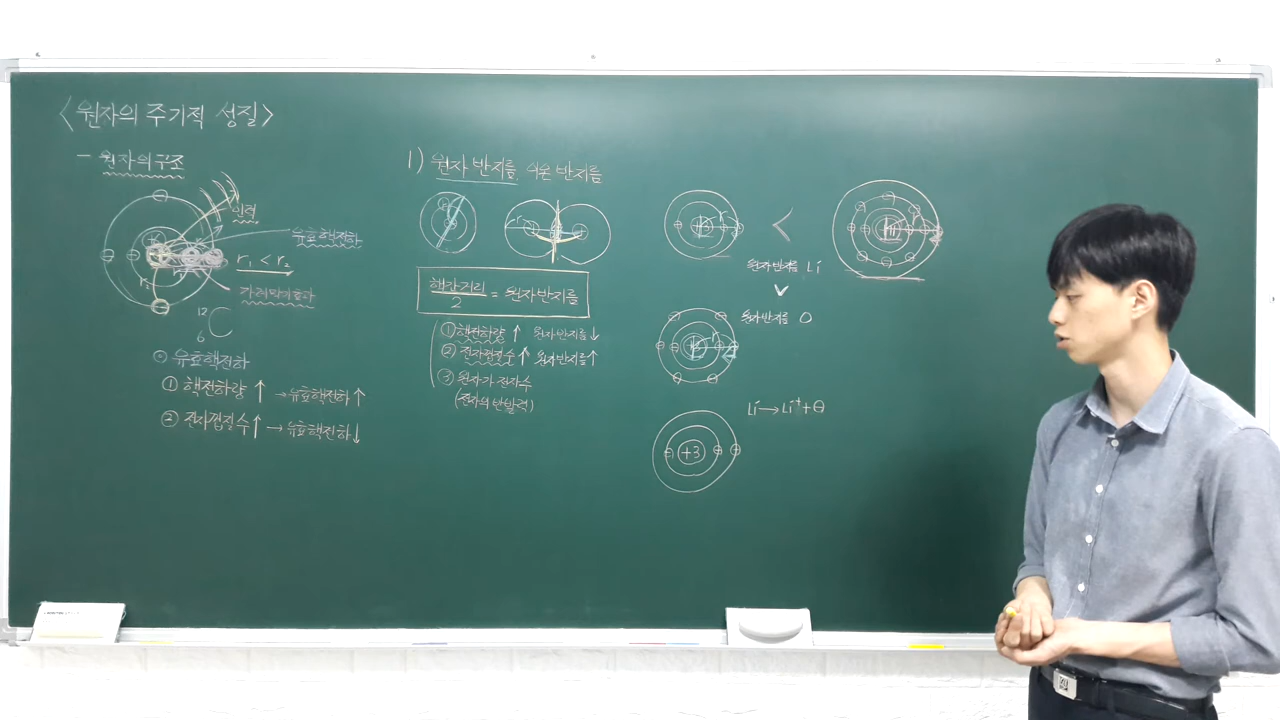 <원자의 주기적 성질>
- 원자의 구조
인력
유효핵전하
r₁ < r₂
r₂
가려막이효과
12
6 C
⊙ 유효핵전하
① 핵전하량 ↑ → 유효핵전하 ↑
② 전자껍질수 ↑ → 유효핵전하 ↓
1) 원자 반지름, 이온 반지름
r
핵간거리 / 2 = 원자반지름
① 핵전하량 ↑ 원자반지름 ↓
② 전자껍질수 ↑ 원자반지름 ↑
③ 원자가 전자수
(전자의 반발력)
+3 r < +11 r
원자반지름 Li
∨
원자반지름 O
r
Li → Li⁺ + ⊖
+3